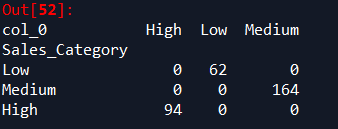 Out[52]:
col_0 High Low Medium
Sales_Category
Low 0 62 0
Medium 0 0 164
High 94 0 0